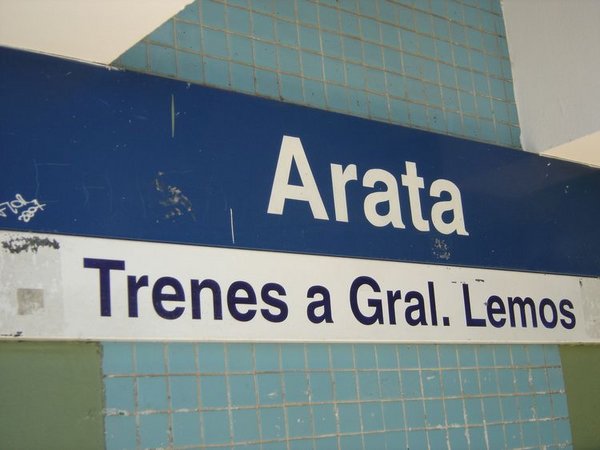 Arata
Trenes a Gral. Lemos